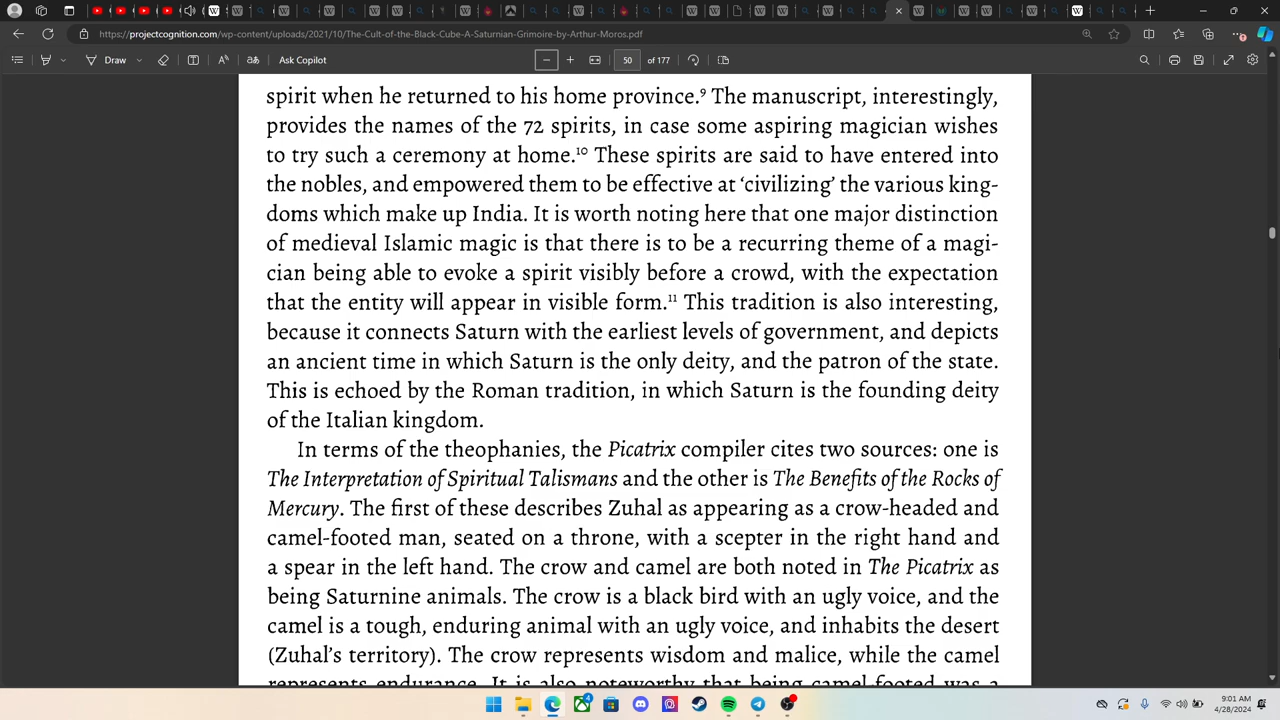 https://projectcognition.com/wp-content/uploads/2021/10/The-Cult-of-the-Black-Cube-A-Saturnian-Grimoire-by-Arthur-Moros.pdf
Draw
aあ
Ask Copilot
50 of 177
spirit when he returned to his home province.⁹ The manuscript, interestingly,
provides the names of the 72 spirits, in case some aspiring magician wishes
to try such a ceremony at home.¹⁰ These spirits are said to have entered into
the nobles, and empowered them to be effective at ‘civilizing’ the various king-
doms which make up India. It is worth noting here that one major distinction
of medieval Islamic magic is that there is to be a recurring theme of a magi-
cian being able to evoke a spirit visibly before a crowd, with the expectation
that the entity will appear in visible form.¹¹ This tradition is also interesting,
because it connects Saturn with the earliest levels of government, and depicts
an ancient time in which Saturn is the only deity, and the patron of the state.
This is echoed by the Roman tradition, in which Saturn is the founding deity
of the Italian kingdom.
In terms of the theophanies, the Picatrix compiler cites two sources: one is
The Interpretation of Spiritual Talismans and the other is The Benefits of the Rocks of
Mercury. The first of these describes Zuhal as appearing as a crow-headed and
camel-footed man, seated on a throne, with a scepter in the right hand and
a spear in the left hand. The crow and camel are both noted in The Picatrix as
being Saturnine animals. The crow is a black bird with an ugly voice, and the
camel is a tough, enduring animal with an ugly voice, and inhabits the desert
(Zuhal’s territory). The crow represents wisdom and malice, while the camel
represents endurance. It is also noteworthy that being camel-footed was a
9:01 AM
4/28/2024